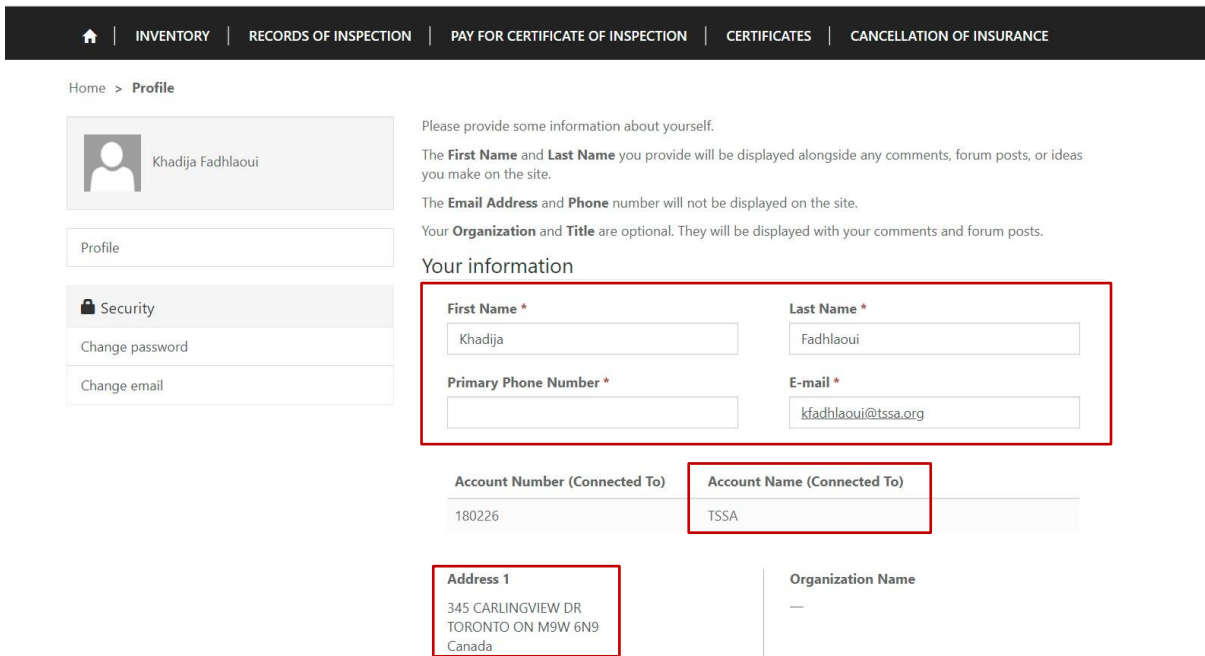 INVENTORY | RECORDS OF INSPECTION | PAY FOR CERTIFICATE OF INSPECTION | CERTIFICATES | CANCELLATION OF INSURANCE
Home > Profile
Khadija Fadhlaoui
Profile
Security
Change password
Change email
Please provide some information about yourself.
The First Name and Last Name you provide will be displayed alongside any comments, forum posts, or ideas
you make on the site.
The Email Address and Phone number will not be displayed on the site.
Your Organization and Title are optional. They will be displayed with your comments and forum posts.
Your information
First Name * Last Name *
Khadija Fadhlaoui
Primary Phone Number * E-mail *
kfadhlaoui@tssa.org
Account Number (Connected To) Account Name (Connected To)
180226 TSSA
Address 1 Organization Name
345 CARLINGVIEW DR —
TORONTO ON M9W 6N9
Canada